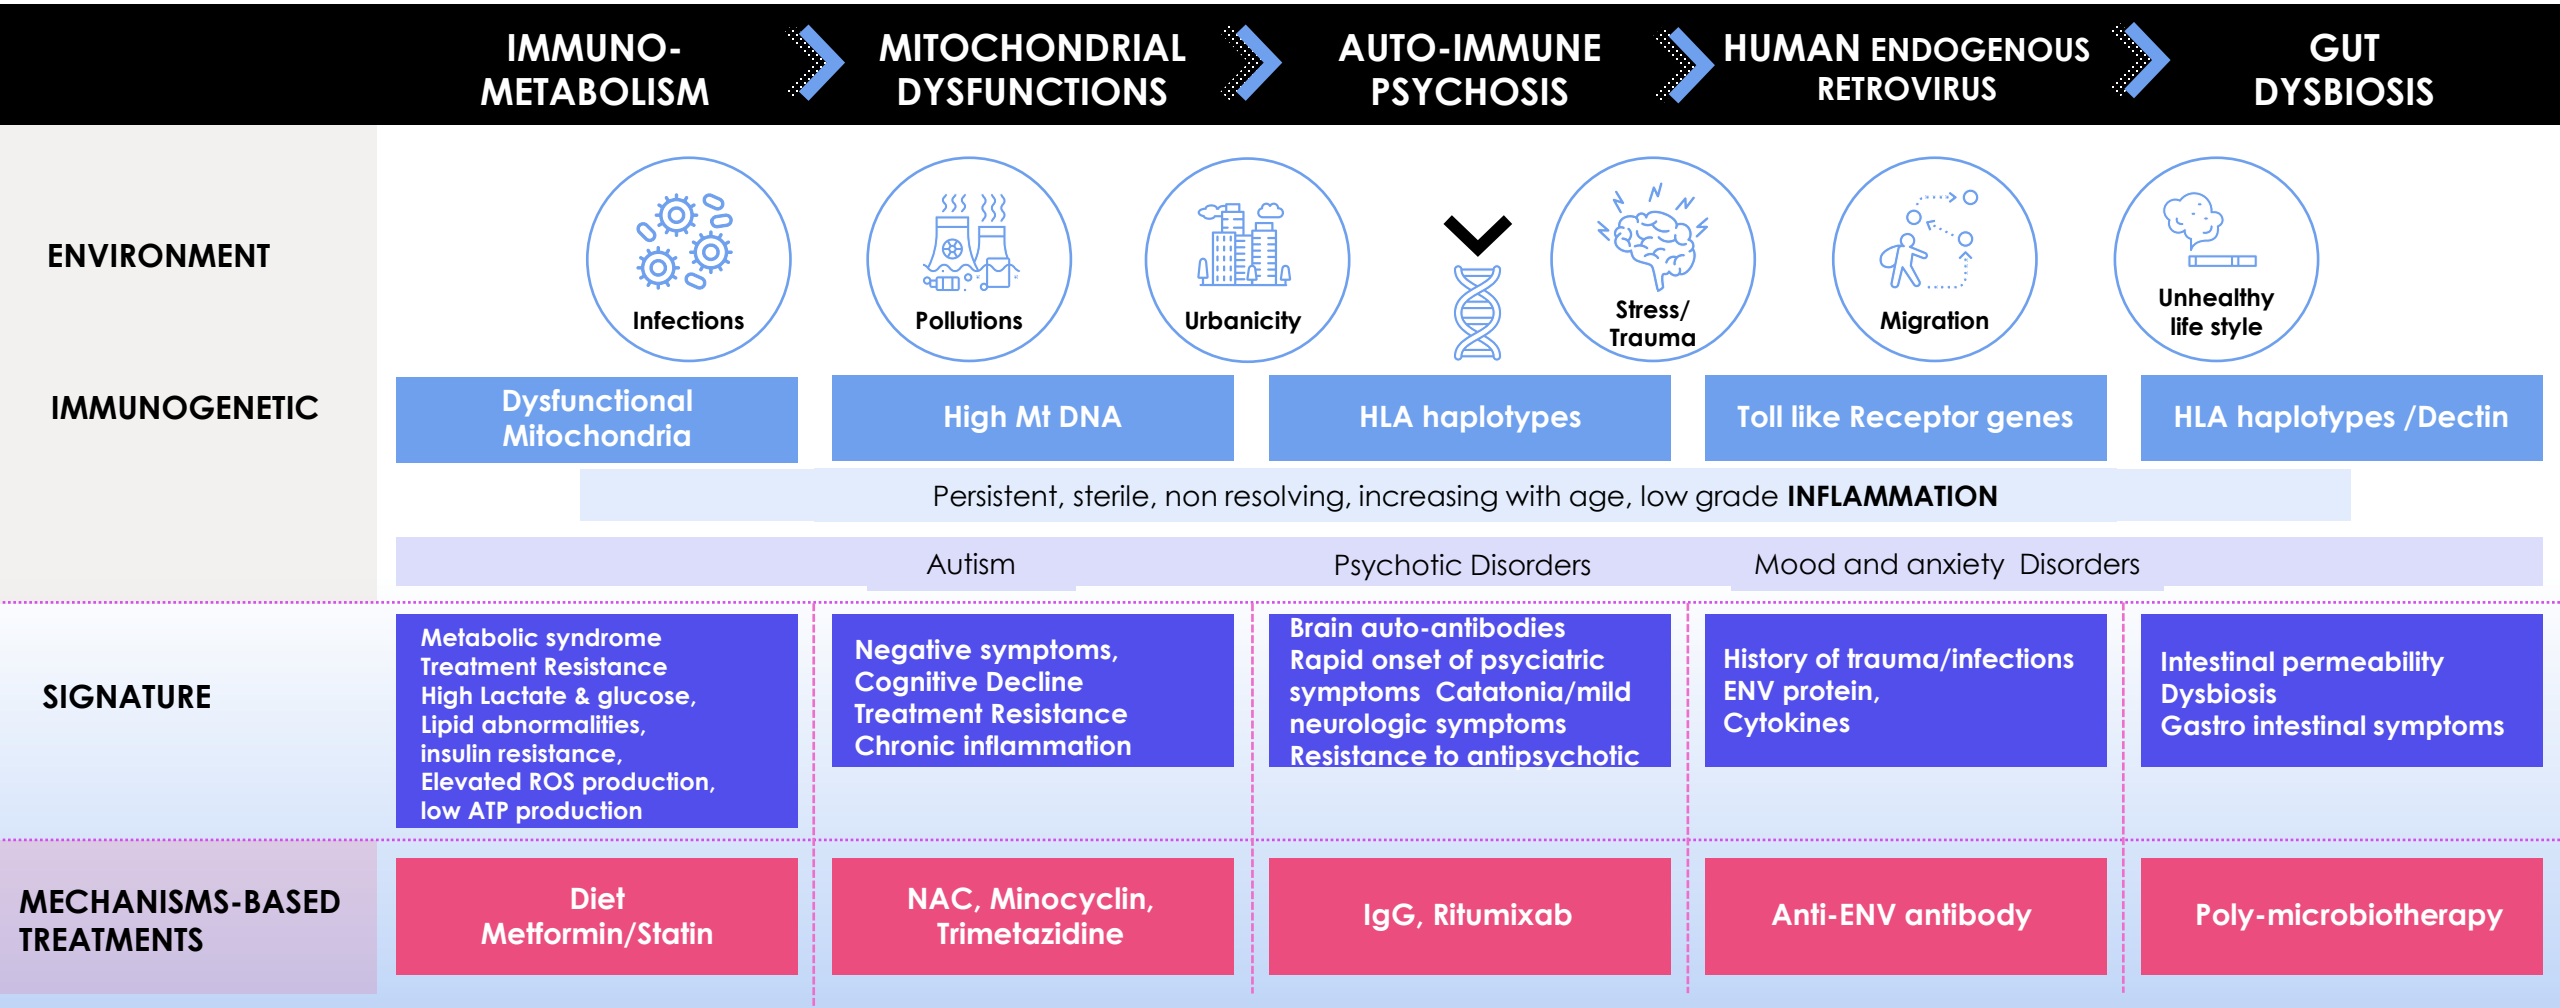 IMMUNO-
METABOLISM
MITOCHONDRIAL
DYSFUNCTIONS
AUTO-IMMUNE
PSYCHOSIS
HUMAN ENDOGENOUS
RETROVIRUS
GUT
DYSBIOSIS
ENVIRONMENT
Infections
Pollutions
Urbanicity
Stress/
Trauma
Migration
Unhealthy
life style
IMMUNOGENETIC
Dysfunctional
Mitochondria
High Mt DNA
HLA haplotypes
Toll like Receptor genes
HLA haplotypes /Dectin
Persistent, sterile, non resolving, increasing with age, low grade INFLAMMATION
Autism
Psychotic Disorders
Mood and anxiety Disorders
SIGNATURE
Metabolic syndrome
Treatment Resistance
High Lactate & glucose,
Lipid abnormalities,
insulin resistance,
Elevated ROS production,
low ATP production
Negative symptoms,
Cognitive Decline
Treatment Resistance
Chronic inflammation
Brain auto-antibodies
Rapid onset of psyciatric
symptoms Catatonia/mild
neurologic symptoms
Resistance to antipsychotic
History of trauma/infections
ENV protein,
Cytokines
Intestinal permeability
Dysbiosis
Gastro intestinal symptoms
MECHANISMS-BASED
TREATMENTS
Diet
Metformin/Statin
NAC, Minocyclin,
Trimetazidine
IgG, Ritumixab
Anti-ENV antibody
Poly-microbiotherapy